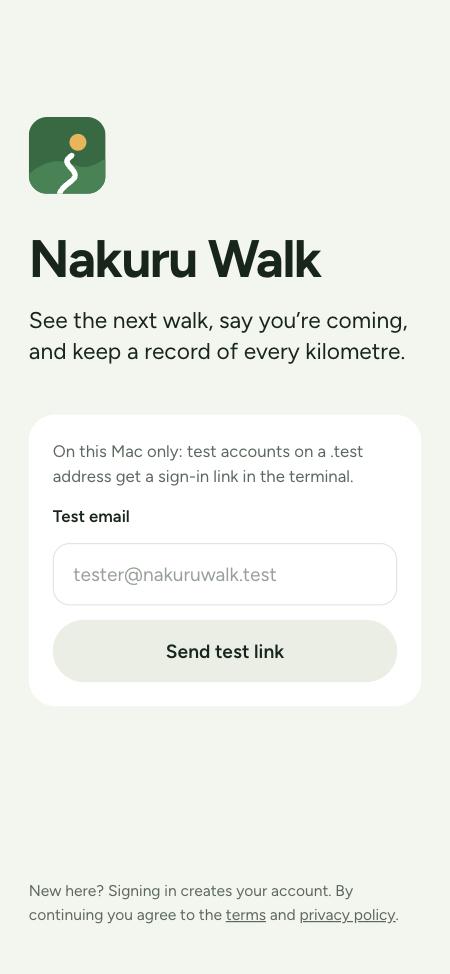 Nakuru Walk
See the next walk, say you’re coming,
and keep a record of every kilometre.
On this Mac only: test accounts on a .test
address get a sign-in link in the terminal.
Test email
tester@nakuruwalk.test
Send test link
New here? Signing in creates your account. By
continuing you agree to the terms and privacy policy.